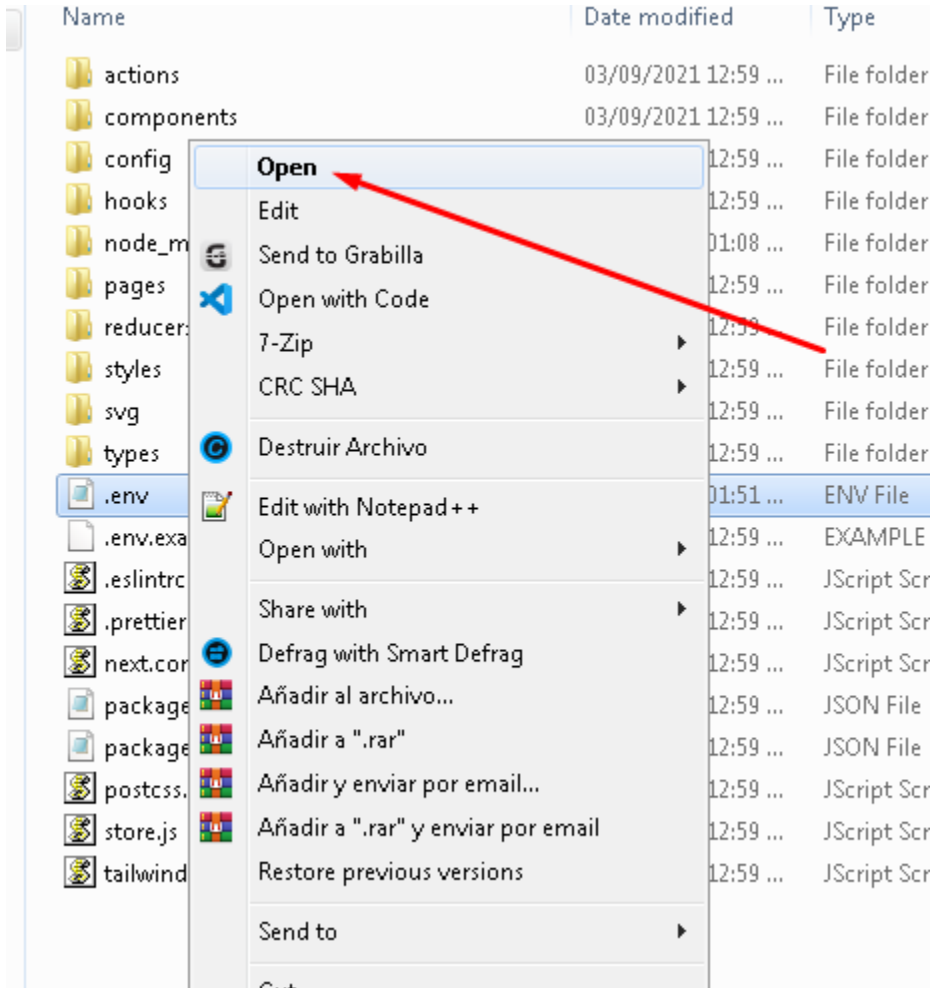 Name Date modified Type
actions 03/09/2021 12:59 ... File folder
components 03/09/2021 12:59 ... File folder
config Open 12:59 ... File folder
hooks Edit 12:59 ... File folder
node_m Send to Grabilla 01:08 ... File folder
pages Open with Code 12:59 ... File folder
reducer 7-Zip 12:59 ... File folder
styles CRC SHA 12:59 ... File folder
svg 12:59 ... File folder
types Destruir Archivo 12:59 ... File folder
.env Edit with Notepad++ 01:51 ... ENV File
.env.exa Open with 12:59 ... EXAMPLE
.eslintrc 12:59 ... JScript Scr
.prettier Share with 12:59 ... JScript Scr
next.cor Defrag with Smart Defrag 12:59 ... JScript Scr
package Añadir al archivo... 12:59 ... JSON File
package Añadir a ".rar" 12:59 ... JSON File
postcss. Añadir y enviar por email... 12:59 ... JScript Scr
store.js Añadir a ".rar" y enviar por email 12:59 ... JScript Scr
tailwind Restore previous versions 12:59 ... JScript Scr
Send to